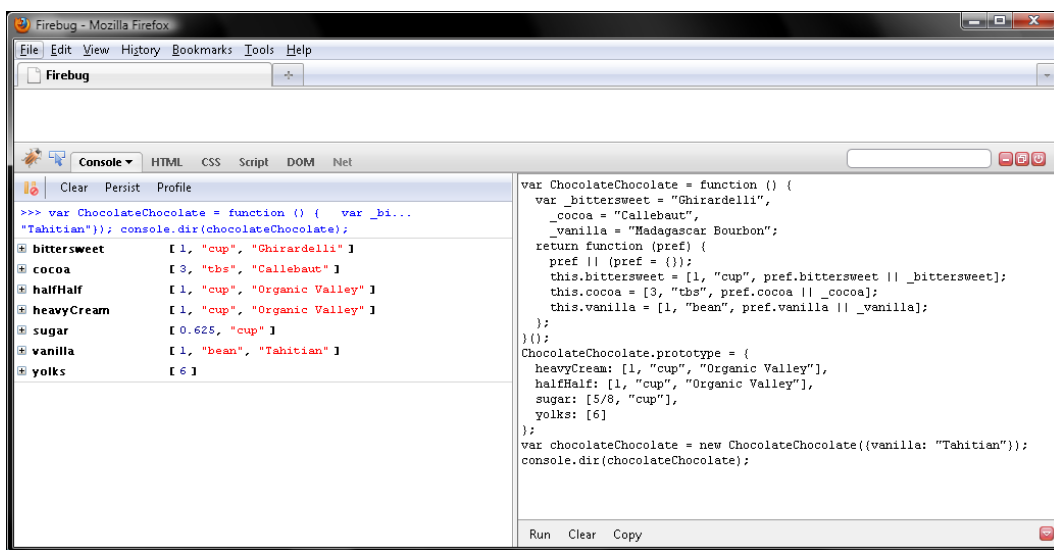 Firebug - Mozilla Firefox
File Edit View History Bookmarks Tools Help
Firebug
Console HTML CSS Script DOM Net
Clear Persist Profile
>>> var ChocolateChocolate = function () {   var _bi...
"Tahitian"}); console.dir(chocolateChocolate);
bittersweet [ 1, "cup", "Ghirardelli" ]
cocoa [ 3, "tbs", "Callebaut" ]
halfHalf [ 1, "cup", "Organic Valley" ]
heavyCream [ 1, "cup", "Organic Valley" ]
sugar [ 0.625, "cup" ]
vanilla [ 1, "bean", "Tahitian" ]
yolks [ 6 ]
var ChocolateChocolate = function () {
  var _bittersweet = "Ghirardelli",
    _cocoa = "Callebaut",
    _vanilla = "Madagascar Bourbon";
  return function (pref) {
    pref || (pref = {});
    this.bittersweet = [1, "cup", pref.bittersweet || _bittersweet];
    this.cocoa = [3, "tbs", pref.cocoa || _cocoa];
    this.vanilla = [1, "bean", pref.vanilla || _vanilla];
  };
}();
ChocolateChocolate.prototype = {
  heavyCream: [1, "cup", "Organic Valley"],
  halfHalf: [1, "cup", "Organic Valley"],
  sugar: [5/8, "cup"],
  yolks: [6]
};
var chocolateChocolate = new ChocolateChocolate({vanilla: "Tahitian"});
console.dir(chocolateChocolate);
Run Clear Copy